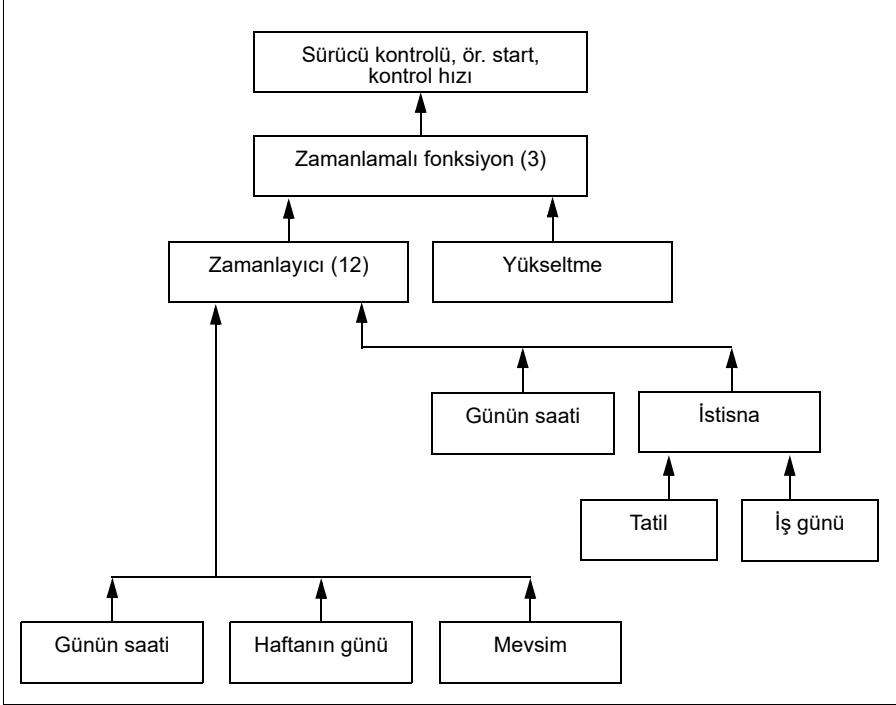 Sürücü kontrolü, ör. start,
kontrol hızı
Zamanlamalı fonksiyon (3)
Zamanlayıcı (12)
Yükseltme
Günün saati
İstisna
Tatil
İş günü
Günün saati
Haftanın günü
Mevsim